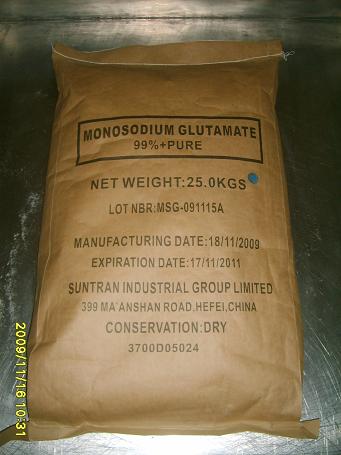 MONOSODIUM GLUTAMATE
99%+PURE
NET WEIGHT:25.0KGS
LOT NBR:MSG-091115A
MANUFACTURING DATE:18/11/2009
EXPIRATION DATE:17/11/2011
SUNTRAN INDUSTRIAL GROUP LIMITED
399 MA'ANSHAN ROAD,HEFEI,CHINA
CONSERVATION:DRY
3700D05024
2009/11/16 10:31